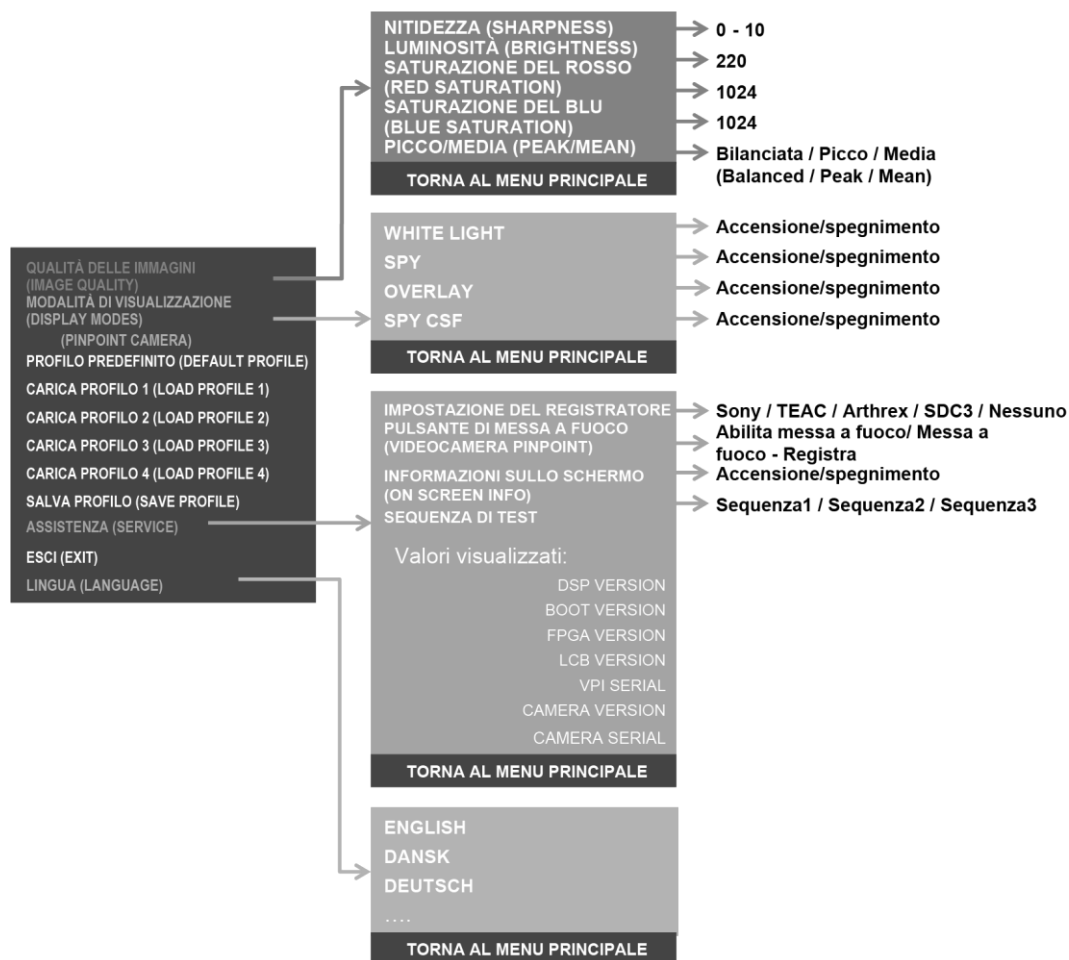 QUALITÀ DELLE IMMAGINI
(IMAGE QUALITY)
MODALITÀ DI VISUALIZZAZIONE
(DISPLAY MODES)
(PINPOINT CAMERA)
PROFILO PREDEFINITO (DEFAULT PROFILE)
CARICA PROFILO 1 (LOAD PROFILE 1)
CARICA PROFILO 2 (LOAD PROFILE 2)
CARICA PROFILO 3 (LOAD PROFILE 3)
CARICA PROFILO 4 (LOAD PROFILE 4)
SALVA PROFILO (SAVE PROFILE)
ASSISTENZA (SERVICE)
ESCI (EXIT)
LINGUA (LANGUAGE)
NITIDEZZA (SHARPNESS)
LUMINOSITÀ (BRIGHTNESS)
SATURAZIONE DEL ROSSO
(RED SATURATION)
SATURAZIONE DEL BLU
(BLUE SATURATION)
PICCO/MEDIA (PEAK/MEAN)
TORNA AL MENU PRINCIPALE
0 - 10
220
1024
1024
Bilanciata / Picco / Media
(Balanced / Peak / Mean)
WHITE LIGHT
SPY
OVERLAY
SPY CSF
TORNA AL MENU PRINCIPALE
Accensione/spegnimento
Accensione/spegnimento
Accensione/spegnimento
Accensione/spegnimento
IMPOSTAZIONE DEL REGISTRATORE
PULSANTE DI MESSA A FUOCO
(VIDEOCAMERA PINPOINT)
INFORMAZIONI SULLO SCHERMO
(ON SCREEN INFO)
SEQUENZA DI TEST
Valori visualizzati:
DSP VERSION
BOOT VERSION
FPGA VERSION
LCB VERSION
VPI SERIAL
CAMERA VERSION
CAMERA SERIAL
TORNA AL MENU PRINCIPALE
Sony / TEAC / Arthrex / SDC3 / Nessuno
Abilita messa a fuoco/ Messa a
fuoco - Registra
Accensione/spegnimento
Sequenza1 / Sequenza2 / Sequenza3
ENGLISH
DANSK
DEUTSCH
....
TORNA AL MENU PRINCIPALE